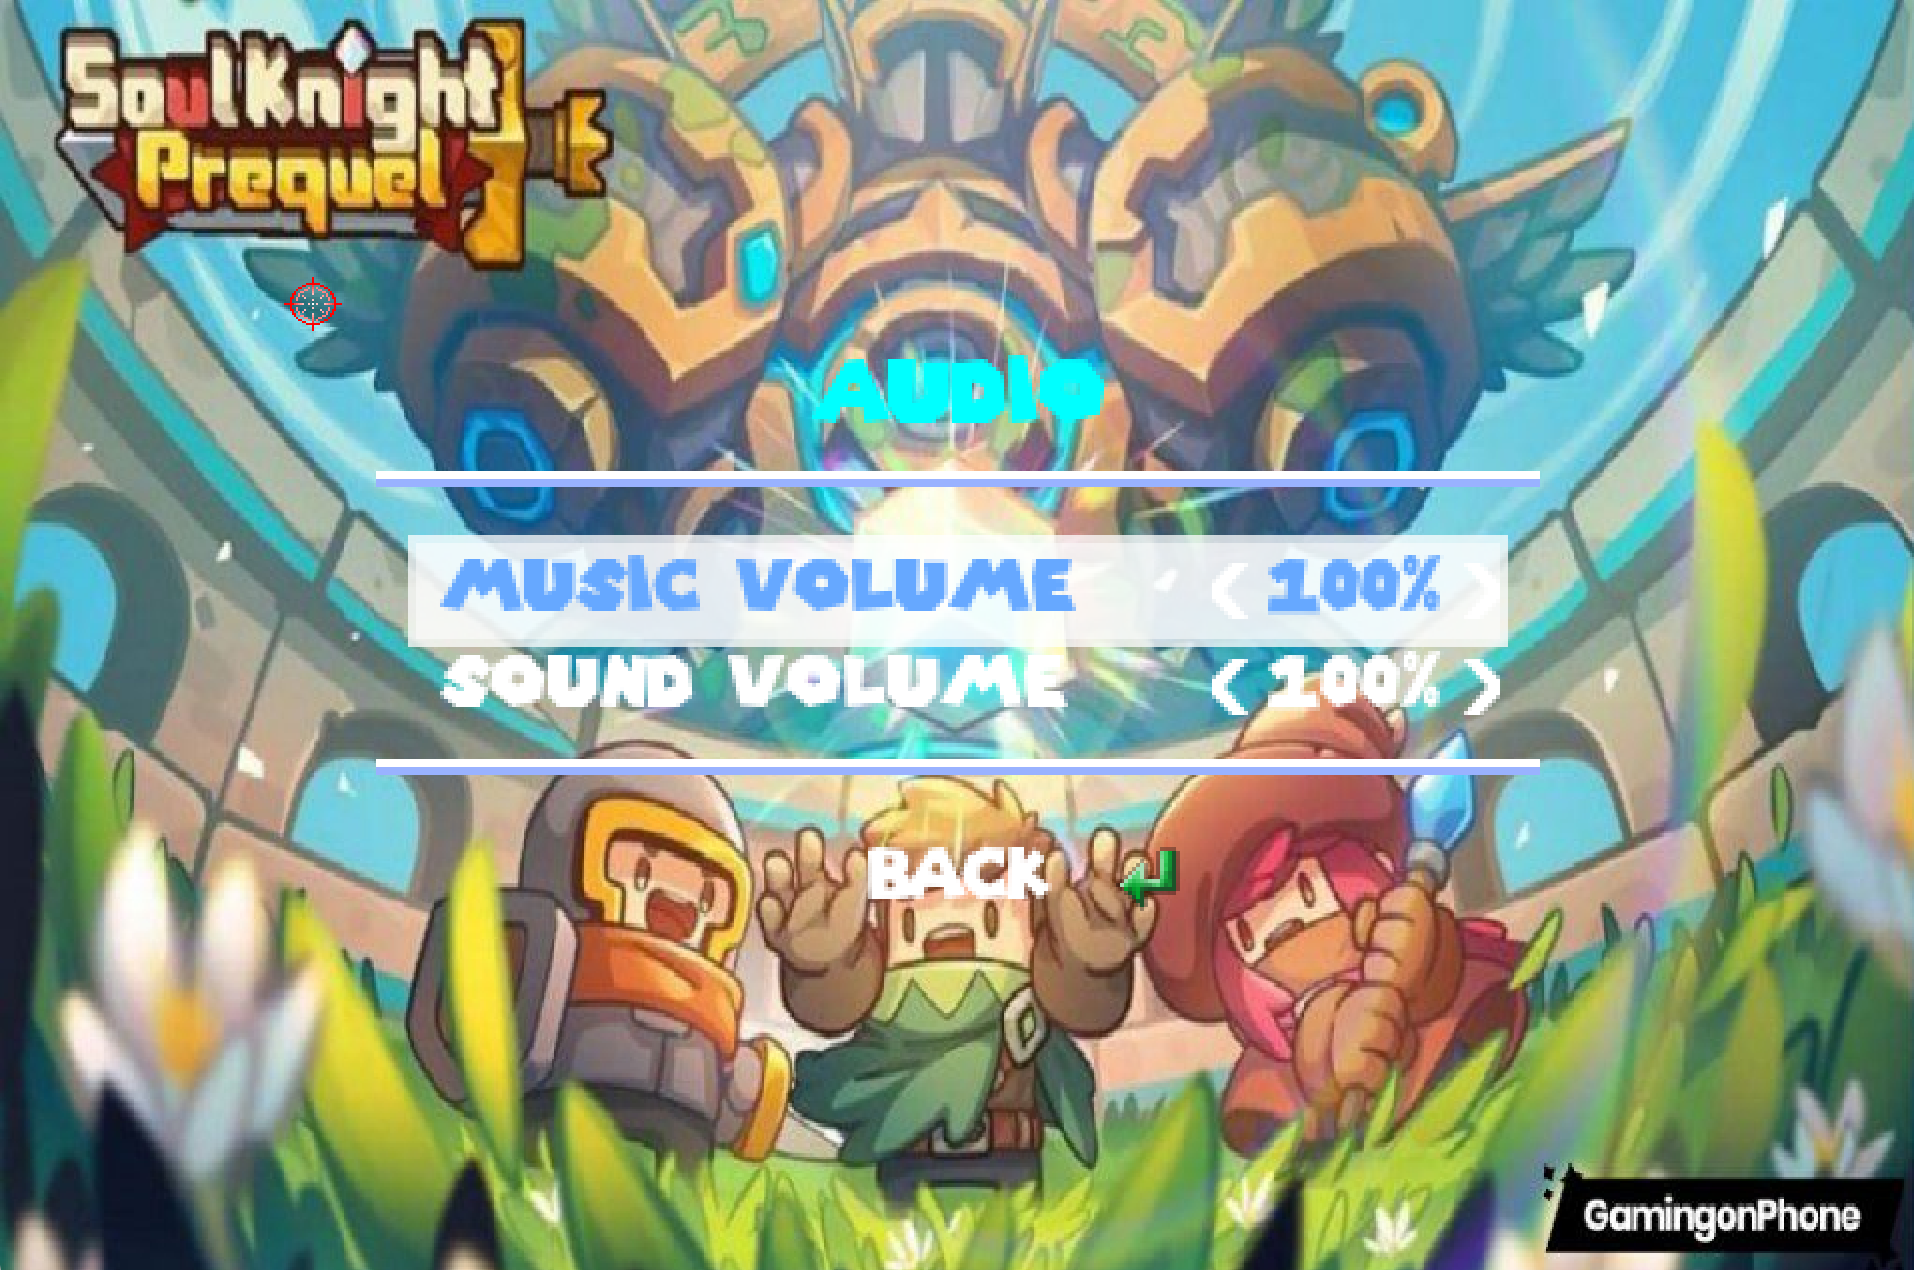 Soul Knight
Prequel
AUDIO
MUSIC VOLUME < 100% >
SOUND VOLUME < 100% >
BACK
GamingonPhone